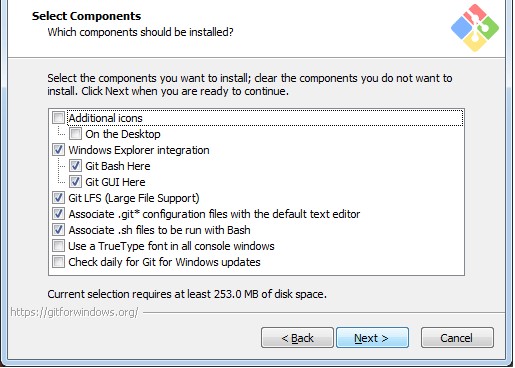 Select Components
Which components should be installed?
Select the components you want to install; clear the components you do not want to
install. Click Next when you are ready to continue.
Additional icons
On the Desktop
Windows Explorer integration
Git Bash Here
Git GUI Here
Git LFS (Large File Support)
Associate .git* configuration files with the default text editor
Associate .sh files to be run with Bash
Use a TrueType font in all console windows
Check daily for Git for Windows updates
Current selection requires at least 253.0 MB of disk space.
https://gitforwindows.org/
< Back Next > Cancel